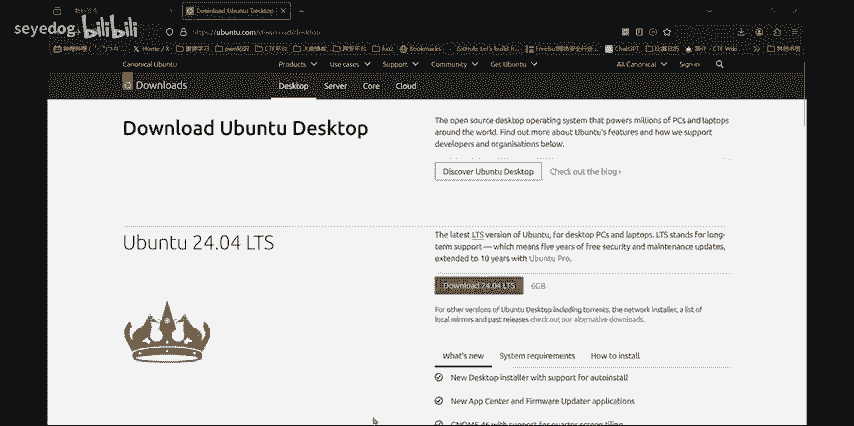 seyedog bilibili
Download Ubuntu Desktop
https://ubuntu.com/download/desktop
Home / X
Bookmarks
ChatGPT
Canonical Ubuntu
Products
Use cases
Support
Community
Get Ubuntu
All Canonical
Sign in
Downloads
Desktop
Server
Core
Cloud
Download Ubuntu Desktop
The open source desktop operating system that powers millions of PCs and laptops
around the world. Find out more about Ubuntu's features and how we support
developers and organisations below.
Discover Ubuntu Desktop
Check out the blog ›
Ubuntu 24.04 LTS
The latest LTS version of Ubuntu, for desktop PCs and laptops. LTS stands for long-
term support — which means five years of free security and maintenance updates,
extended to 10 years with Ubuntu Pro.
Download 24.04 LTS
6GB
For other versions of Ubuntu Desktop including torrents, the network installer, a list of
local mirrors and past releases check out our alternative downloads.
What's new
System requirements
How to install
New Desktop installer with support for autoinstall
New App Center and Firmware Updater applications
GNOME 46 with support for quarter screen tiling